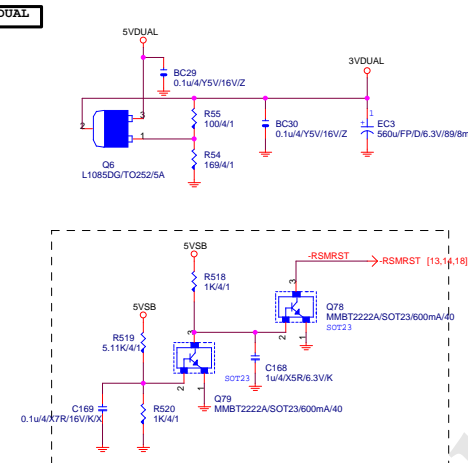 DUAL
5VDUAL
BC29
0.1u/4/Y5V/16V/Z
3VDUAL
3
2
1
R55
100/4/1
BC30
0.1u/4/Y5V/16V/Z
1
+
EC3
560u/FP/D/6.3V/89/8m
Q6
L1085DG/TO252/5A
R54
169/4/1
5VSB
R518
1K/4/1
-RSMRST
-RSMRST [13,14,18]
3
Q78
MMBT2222A/SOT23/600mA/40
SOT23
2
1
5VSB
R519
5.11K/4/1
3
SOT23
C168
1u/4/X5R/6.3V/K
2
1
Q79
MMBT2222A/SOT23/600mA/40
C169
0.1u/4/X7R/16V/K/X
R520
1K/4/1